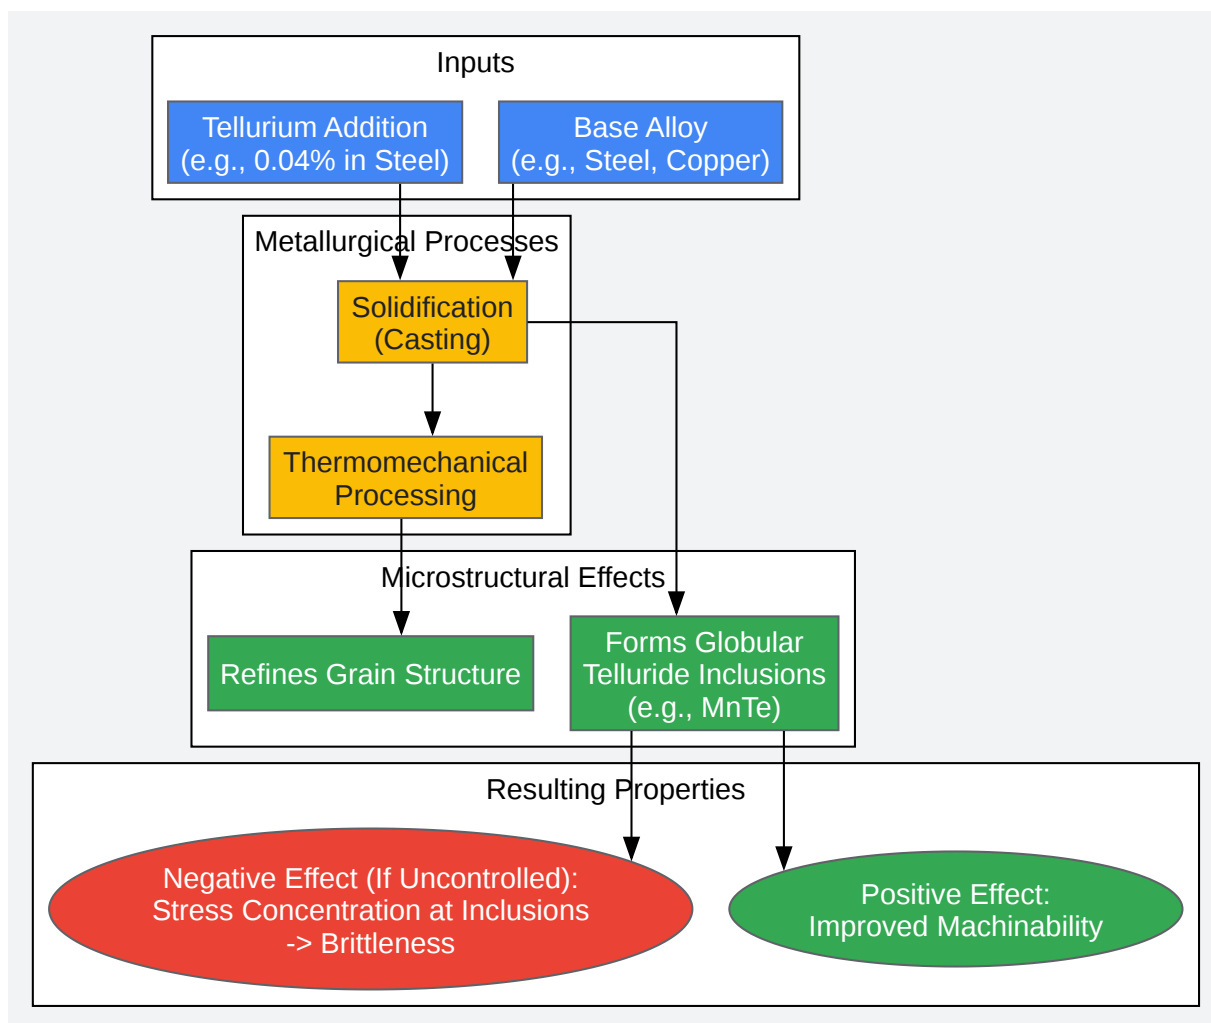 Inputs
Tellurium Addition
(e.g., 0.04% in Steel)
Base Alloy
(e.g., Steel, Copper)
Metallurgical Processes
Solidification
(Casting)
Thermomechanical
Processing
Microstructural Effects
Refines Grain Structure
Forms Globular
Telluride Inclusions
(e.g., MnTe)
Resulting Properties
Negative Effect (If Uncontrolled):
Stress Concentration at Inclusions
-> Brittleness
Positive Effect:
Improved Machinability